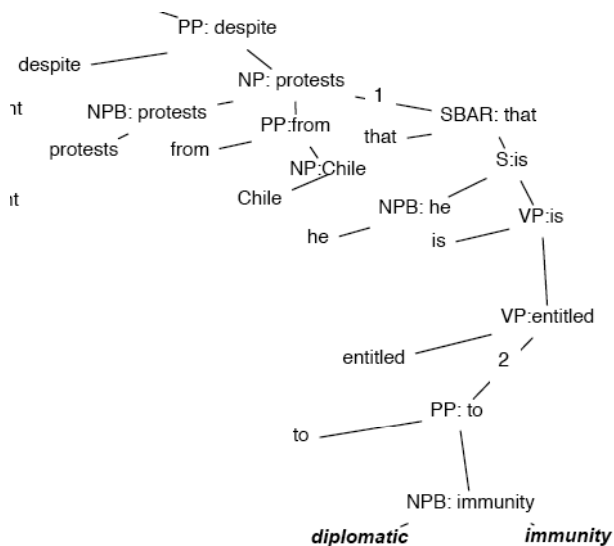 PP: despite
despite
NP: protests
nt
NPB: protests
1
SBAR: that
PP:from
that
protests
from
S:is
NP:Chile
Chile
NPB: he
VP:is
he
is
VP:entitled
entitled
2
PP: to
to
NPB: immunity
diplomatic immunity